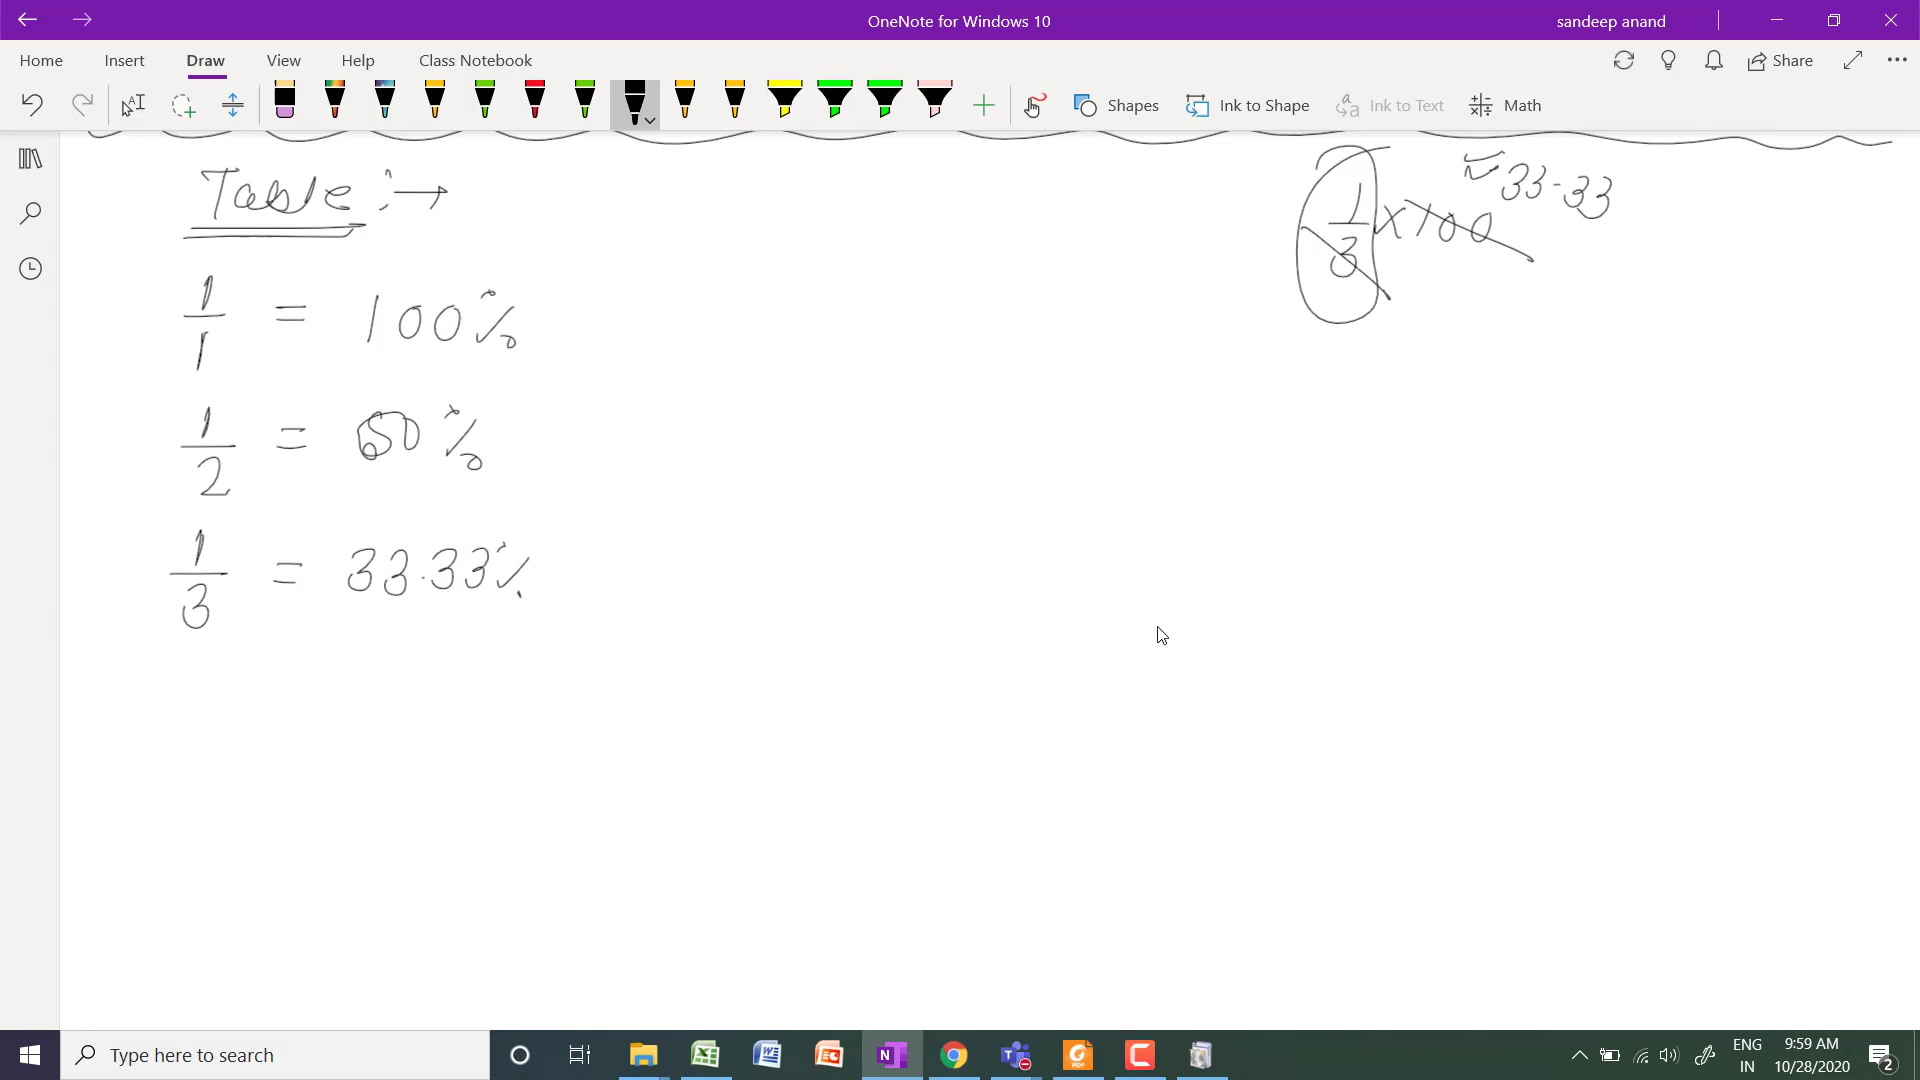 OneNote for Windows 10
sandeep anand
Home Insert Draw View Help Class Notebook
Share
Shapes Ink to Shape Ink to Text Math
Table :→
1/3 × 100 33.33
1/1 = 100%
1/2 = 50%
1/3 = 33.33%
Type here to search
ENG
IN
9:59 AM
10/28/2020
2